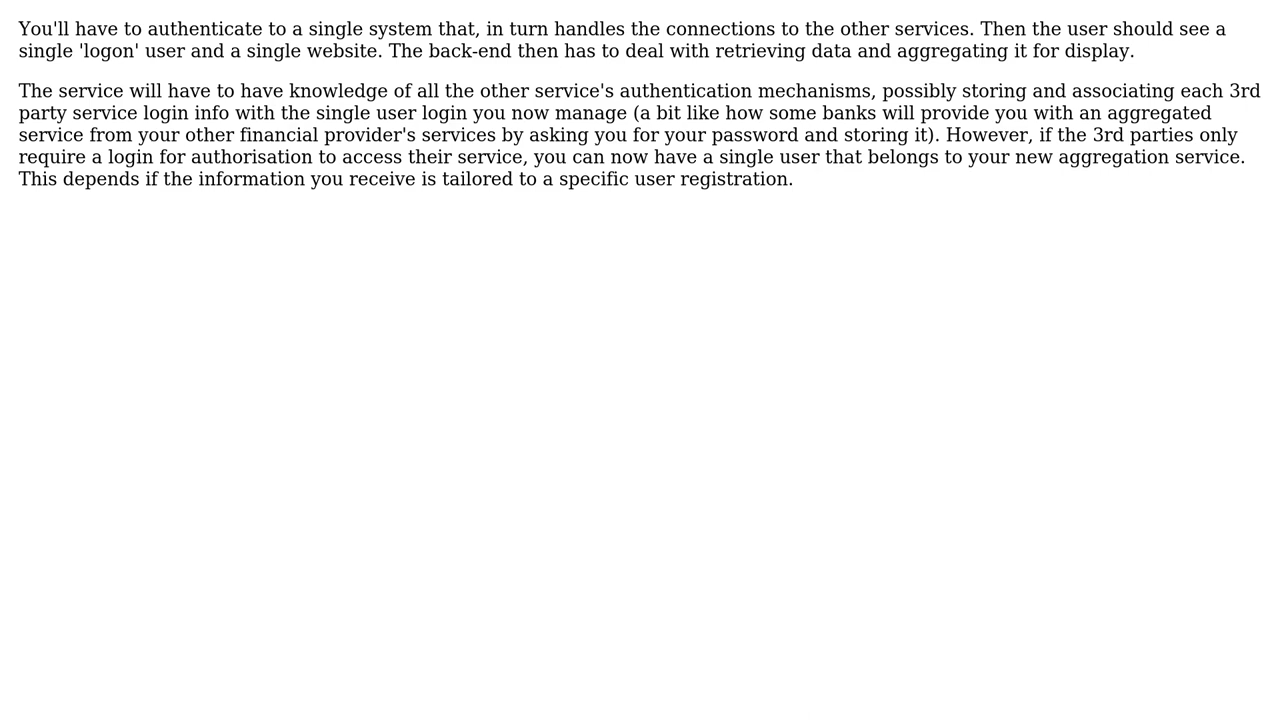 You'll have to authenticate to a single system that, in turn handles the connections to the other services. Then the user should see a
single 'logon' user and a single website. The back-end then has to deal with retrieving data and aggregating it for display.
The service will have to have knowledge of all the other service's authentication mechanisms, possibly storing and associating each 3rd
party service login info with the single user login you now manage (a bit like how some banks will provide you with an aggregated
service from your other financial provider's services by asking you for your password and storing it). However, if the 3rd parties only
require a login for authorisation to access their service, you can now have a single user that belongs to your new aggregation service.
This depends if the information you receive is tailored to a specific user registration.